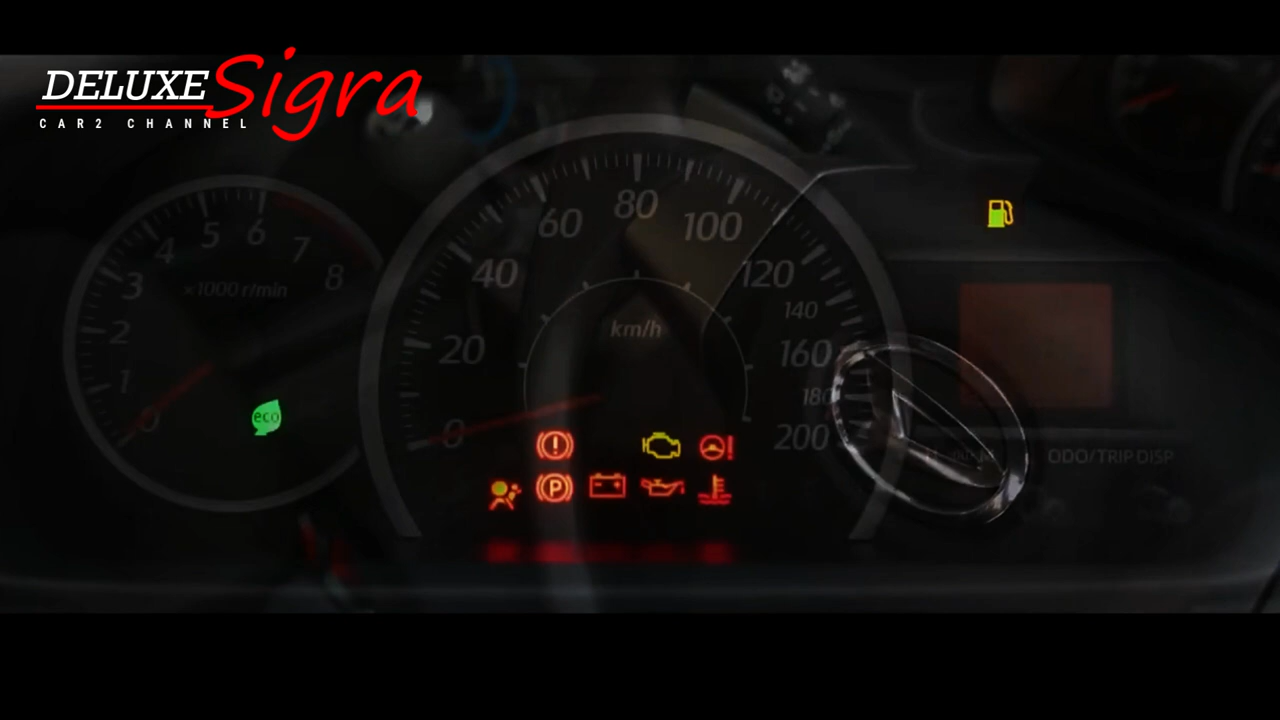 DELUXE Sigra
CAR2 CHANNEL
0 1 2 3 4 5 6 7 8
×1000 r/min
eco
0 20 40 60 80 100 120 140 160 180 200
km/h
P
ODO/TRIP DISP